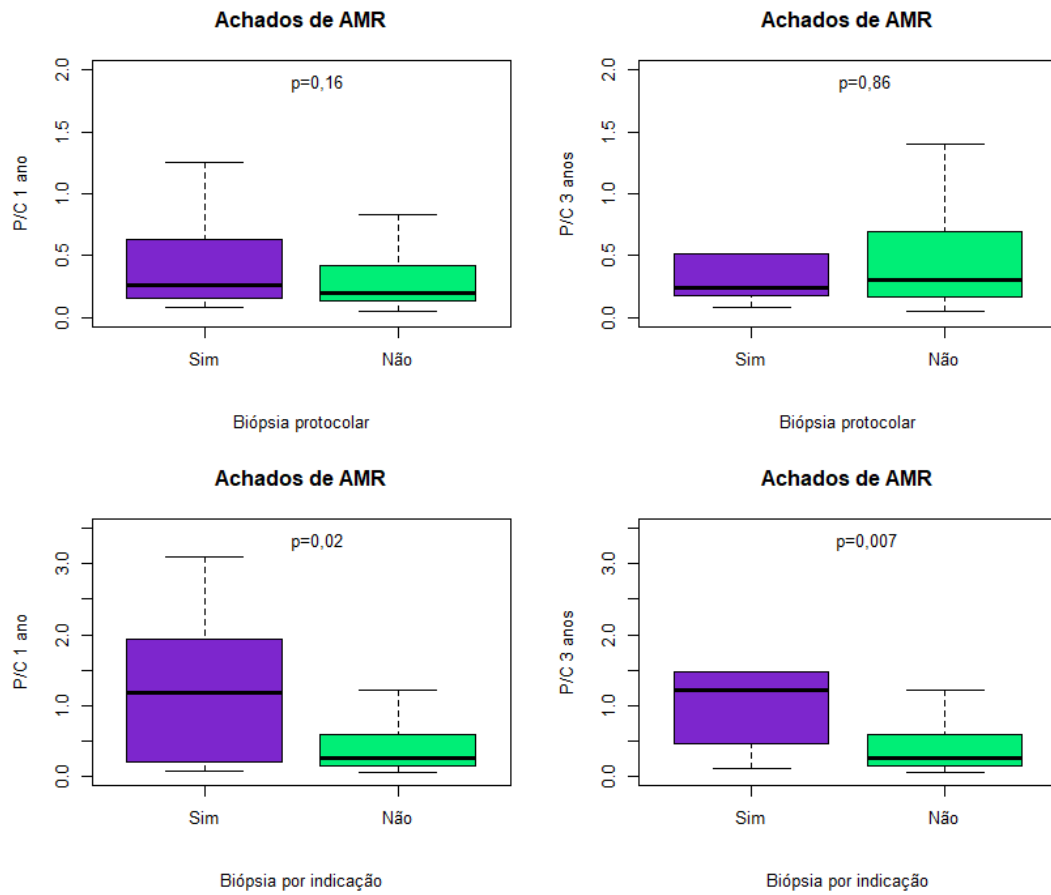 Achados de AMR
p=0,16
P/C 1 ano
2.0
1.5
1.0
0.5
0.0
Sim Não
Biópsia protocolar
Achados de AMR
p=0,86
P/C 3 anos
2.0
1.5
1.0
0.5
0.0
Sim Não
Biópsia protocolar
Achados de AMR
p=0,02
P/C 1 ano
3.0
2.0
1.0
0.0
Sim Não
Biópsia por indicação
Achados de AMR
p=0,007
P/C 3 anos
3.0
2.0
1.0
0.0
Sim Não
Biópsia por indicação